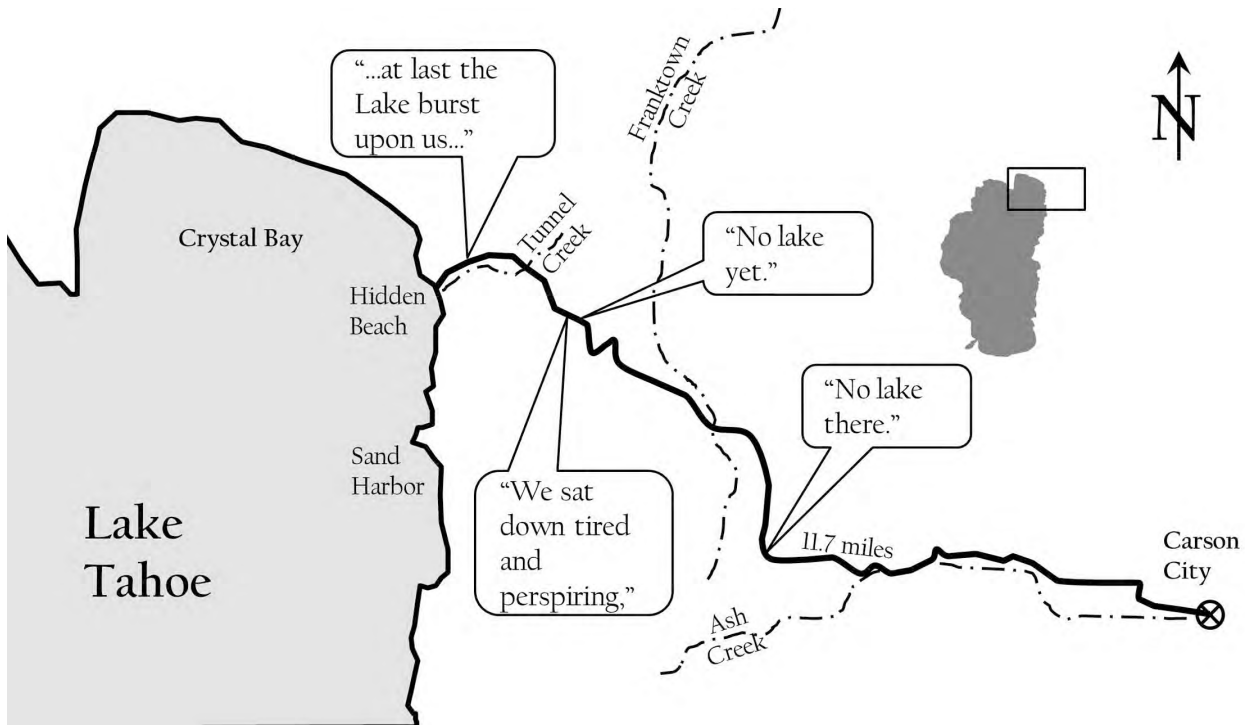 “...at last the
Lake burst
upon us...”
Franktown
Creek
N
Crystal Bay
Tunnel
Creek
“No lake
yet.”
Hidden
Beach
“No lake
there.”
Sand
Harbor
“We sat
down tired
and
perspiring,”
Lake
Tahoe
11.7 miles
Carson
City
Ash
Creek